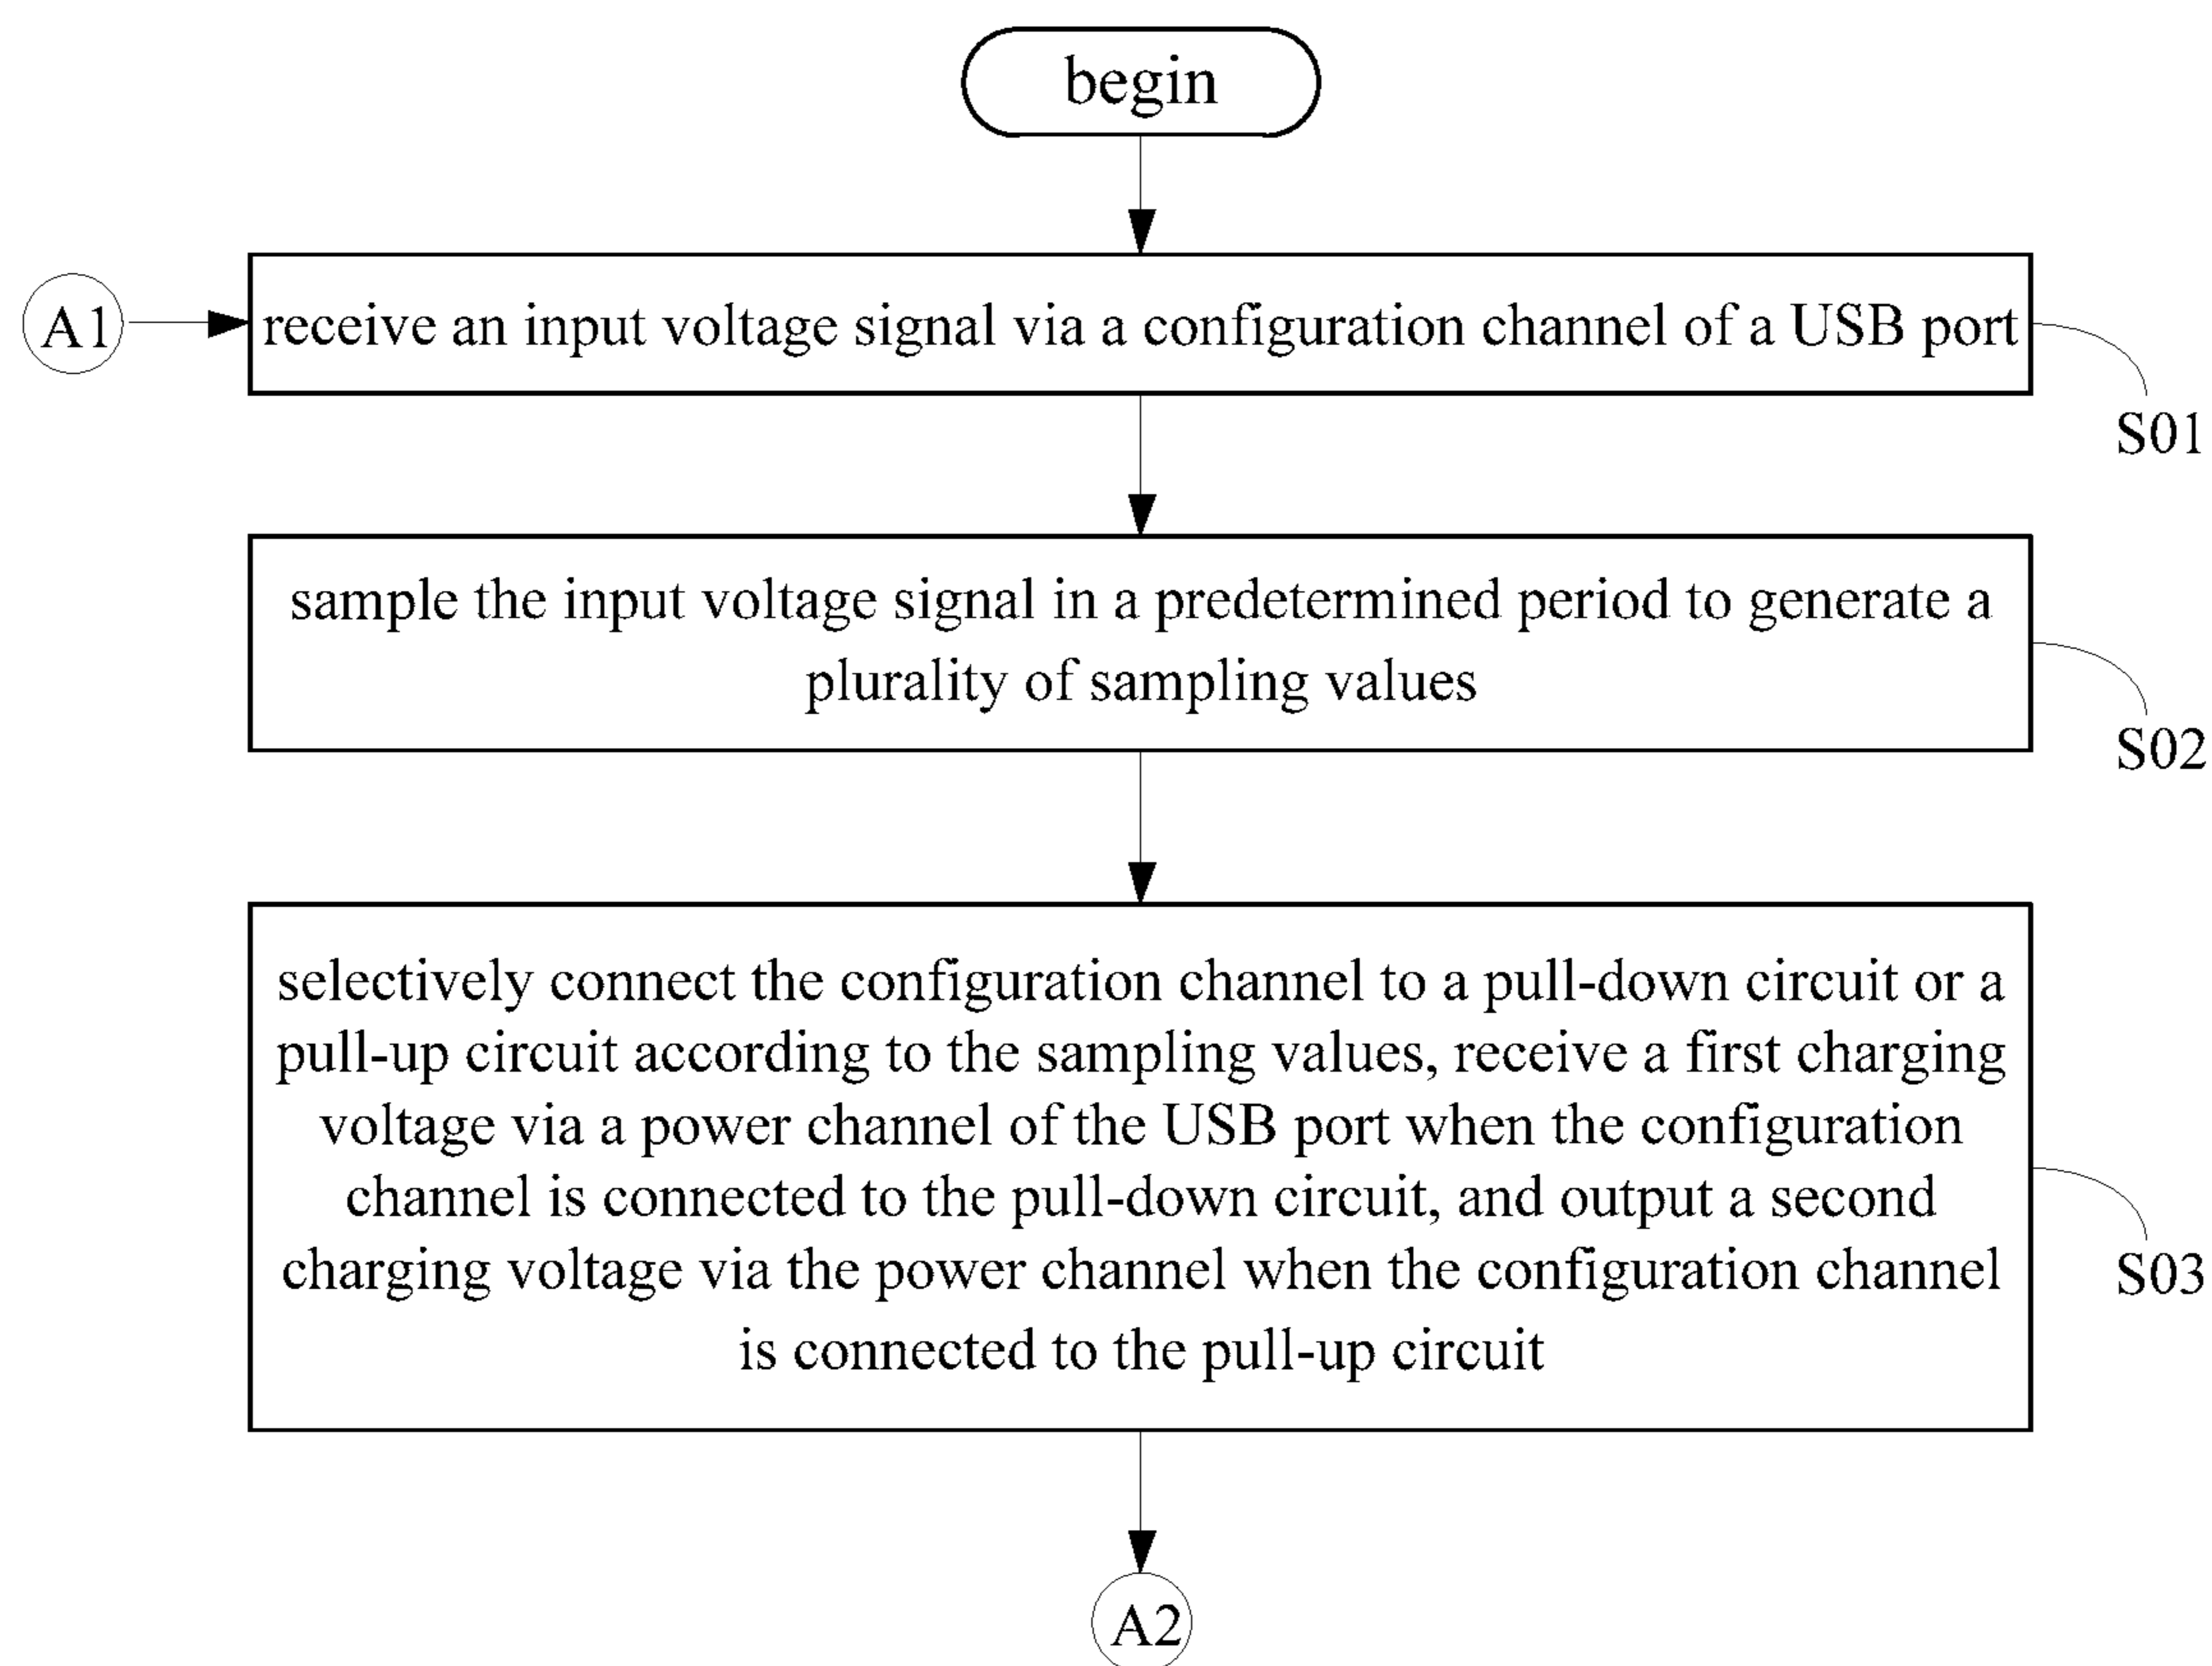 begin
A1
receive an input voltage signal via a configuration channel of a USB port
S01
sample the input voltage signal in a predetermined period to generate a
plurality of sampling values
S02
selectively connect the configuration channel to a pull-down circuit or a
pull-up circuit according to the sampling values, receive a first charging
voltage via a power channel of the USB port when the configuration
channel is connected to the pull-down circuit, and output a second
charging voltage via the power channel when the configuration channel
is connected to the pull-up circuit
S03
A2